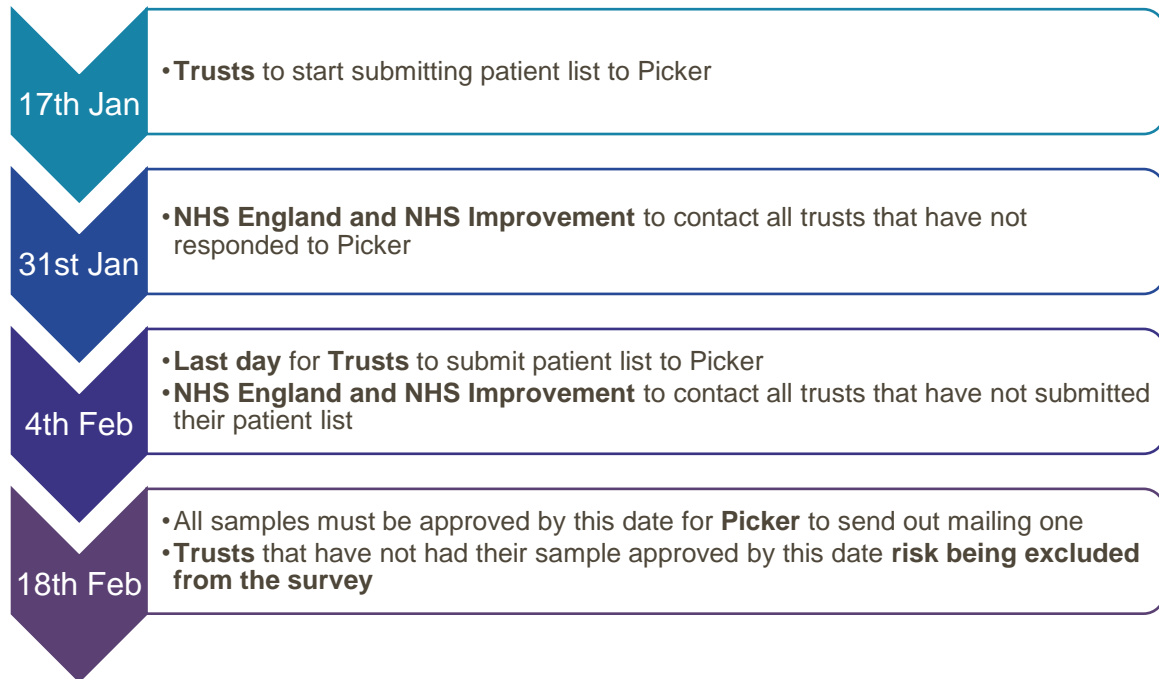 17th Jan
•Trusts to start submitting patient list to Picker
31st Jan
•NHS England and NHS Improvement to contact all trusts that have not
responded to Picker
4th Feb
•Last day for Trusts to submit patient list to Picker
•NHS England and NHS Improvement to contact all trusts that have not submitted
their patient list
18th Feb
•All samples must be approved by this date for Picker to send out mailing one
•Trusts that have not had their sample approved by this date risk being excluded
from the survey